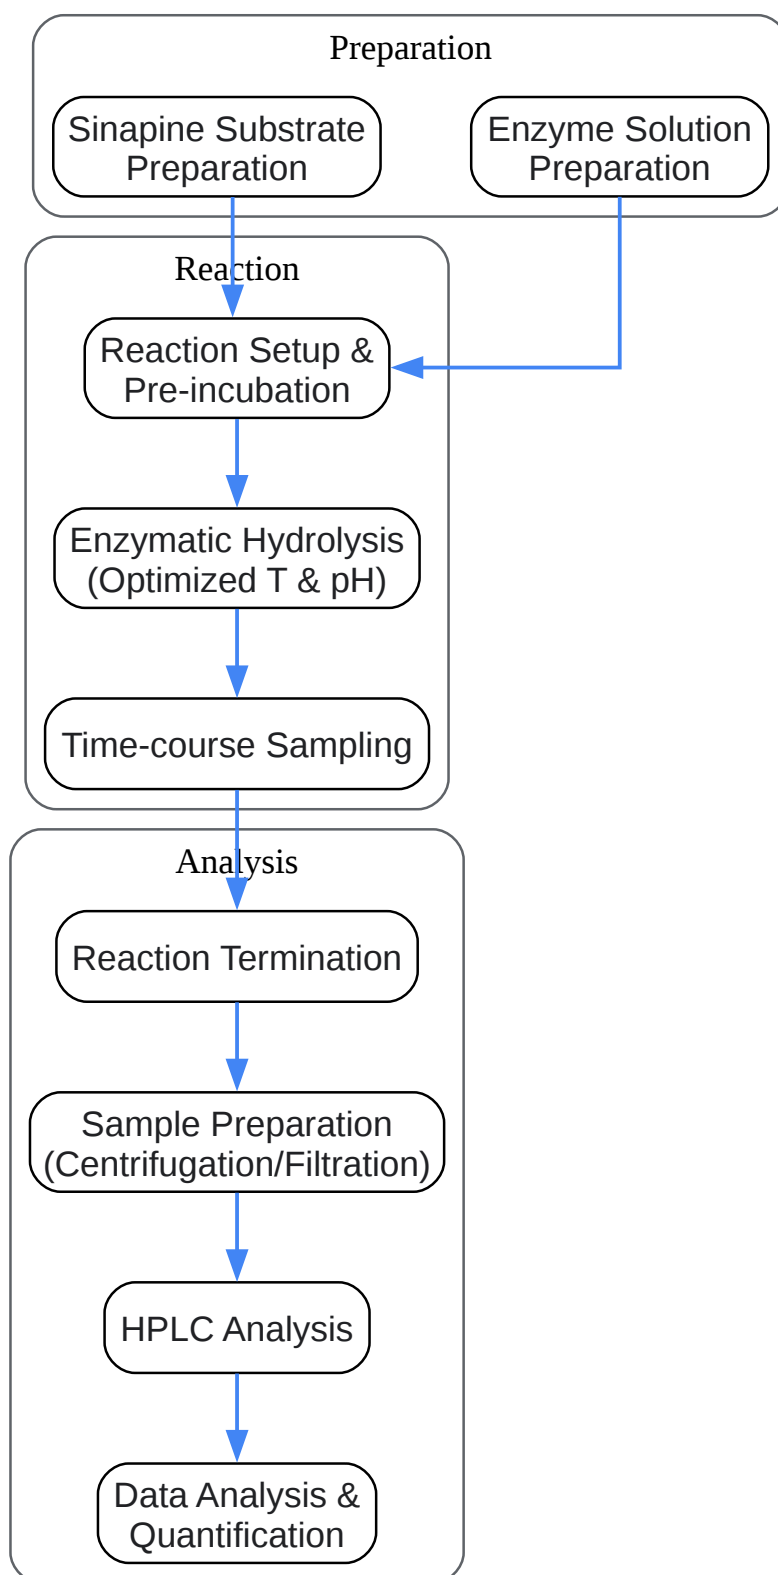 Preparation
Sinapine Substrate
Preparation
Enzyme Solution
Preparation
Reaction
Reaction Setup &
Pre-incubation
Enzymatic Hydrolysis
(Optimized T & pH)
Time-course Sampling
Analysis
Reaction Termination
Sample Preparation
(Centrifugation/Filtration)
HPLC Analysis
Data Analysis &
Quantification